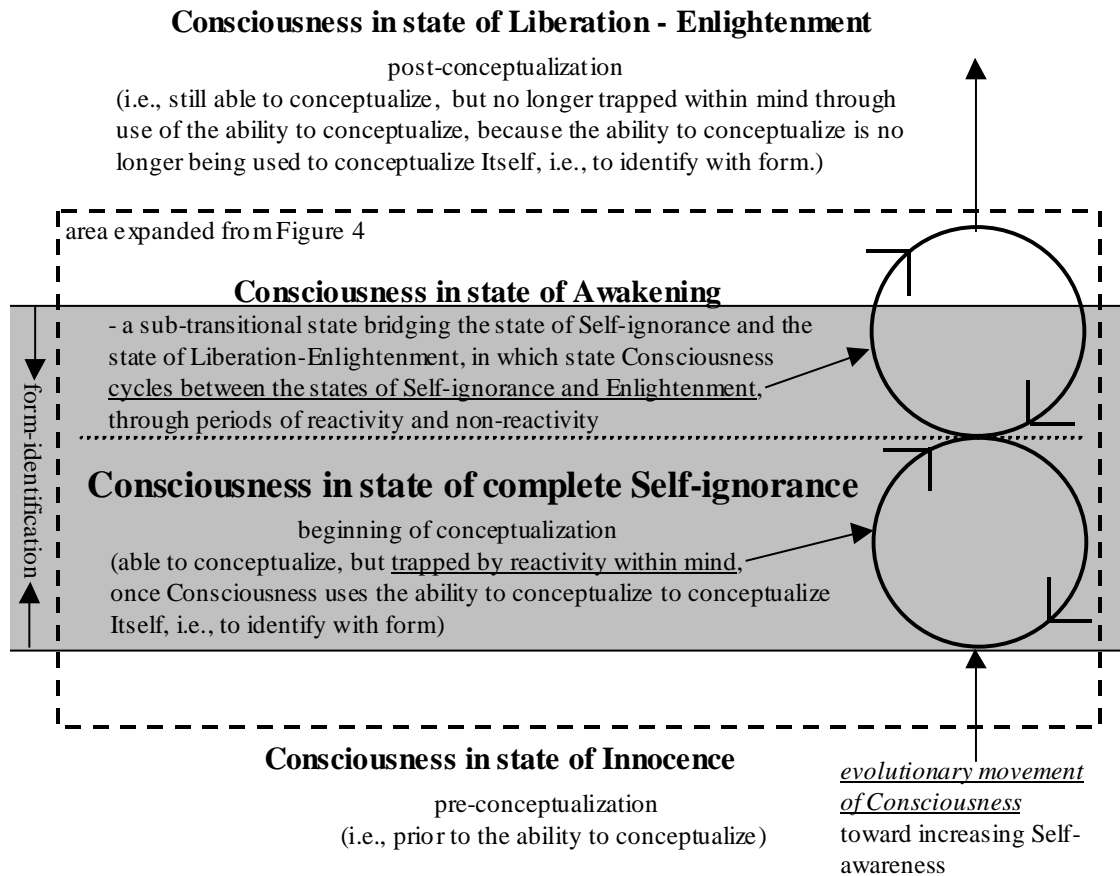 Consciousness in state of Liberation - Enlightenment
post-conceptualization
(i.e., still able to conceptualize, but no longer trapped within mind through
use of the ability to conceptualize, because the ability to conceptualize is no
longer being used to conceptualize Itself, i.e., to identify with form.)
area expanded from Figure 4
Consciousness in state of Awakening
- a sub-transitional state bridging the state of Self-ignorance and the
state of Liberation-Enlightenment, in which state Consciousness
cycles between the states of Self-ignorance and Enlightenment,
through periods of reactivity and non-reactivity
form-identification
Consciousness in state of complete Self-ignorance
beginning of conceptualization
(able to conceptualize, but trapped by reactivity within mind,
once Consciousness uses the ability to conceptualize to conceptualize
Itself, i.e., to identify with form)
Consciousness in state of Innocence
pre-conceptualization
(i.e., prior to the ability to conceptualize)
evolutionary movement
of Consciousness
toward increasing Self-
awareness